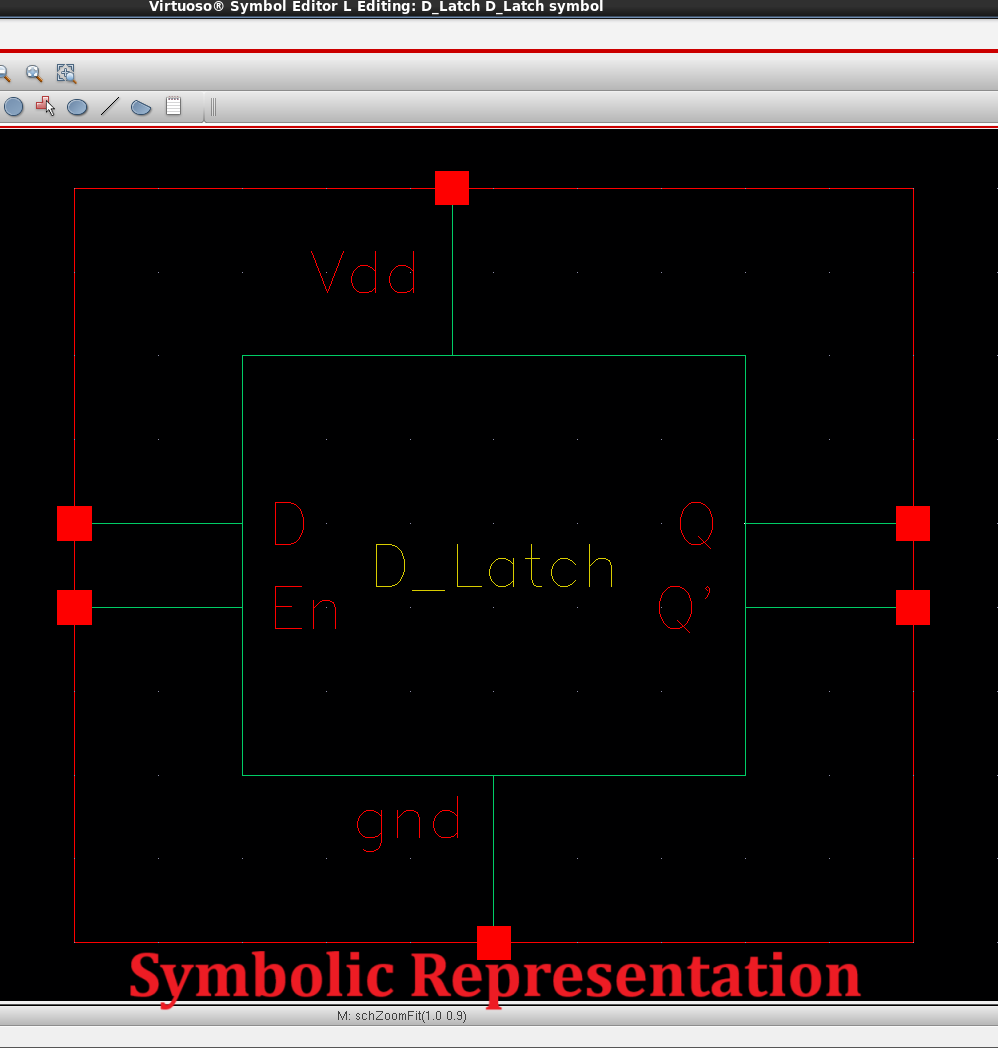 Virtuoso® Symbol Editor L Editing: D_Latch D_Latch symbol
Vdd
D
Q
D_Latch
En
Q'
gnd
Symbolic Representation
M: schZoomFit(1.0 0.9)